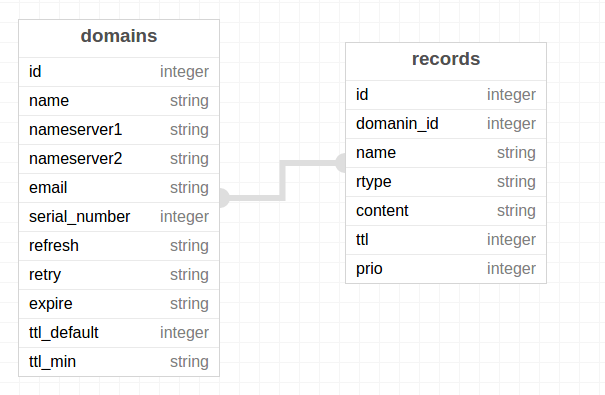 domains
id integer
name string
nameserver1 string
nameserver2 string
email string
serial_number integer
refresh string
retry string
expire string
ttl_default integer
ttl_min string
records
id integer
domanin_id integer
name string
rtype string
content string
ttl integer
prio integer